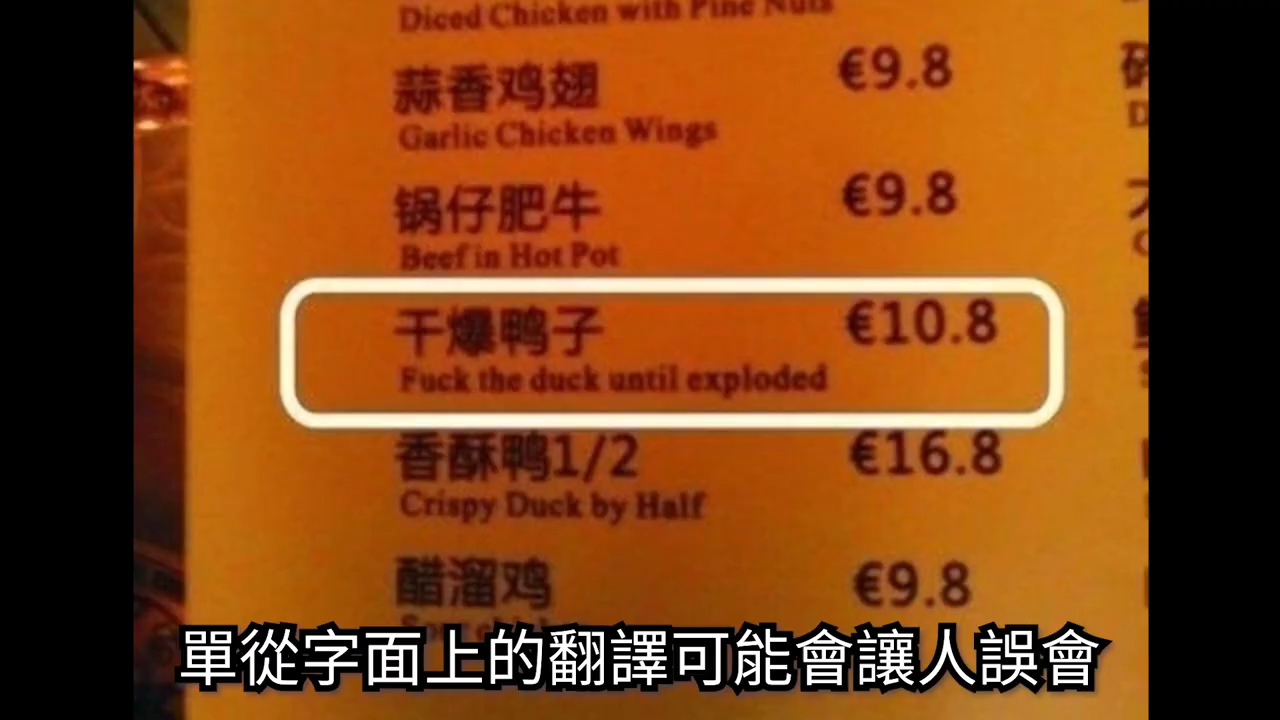 Diced Chicken with Pine Nuts
蒜香鸡翅 €9.8
Garlic Chicken Wings
锅仔肥牛 €9.8
Beef in Hot Pot
干爆鸭子 €10.8
Fuck the duck until exploded
香酥鸭1/2 €16.8
Crispy Duck by Half
醋溜鸡 €9.8
單從字面上的翻譯可能會讓人誤會